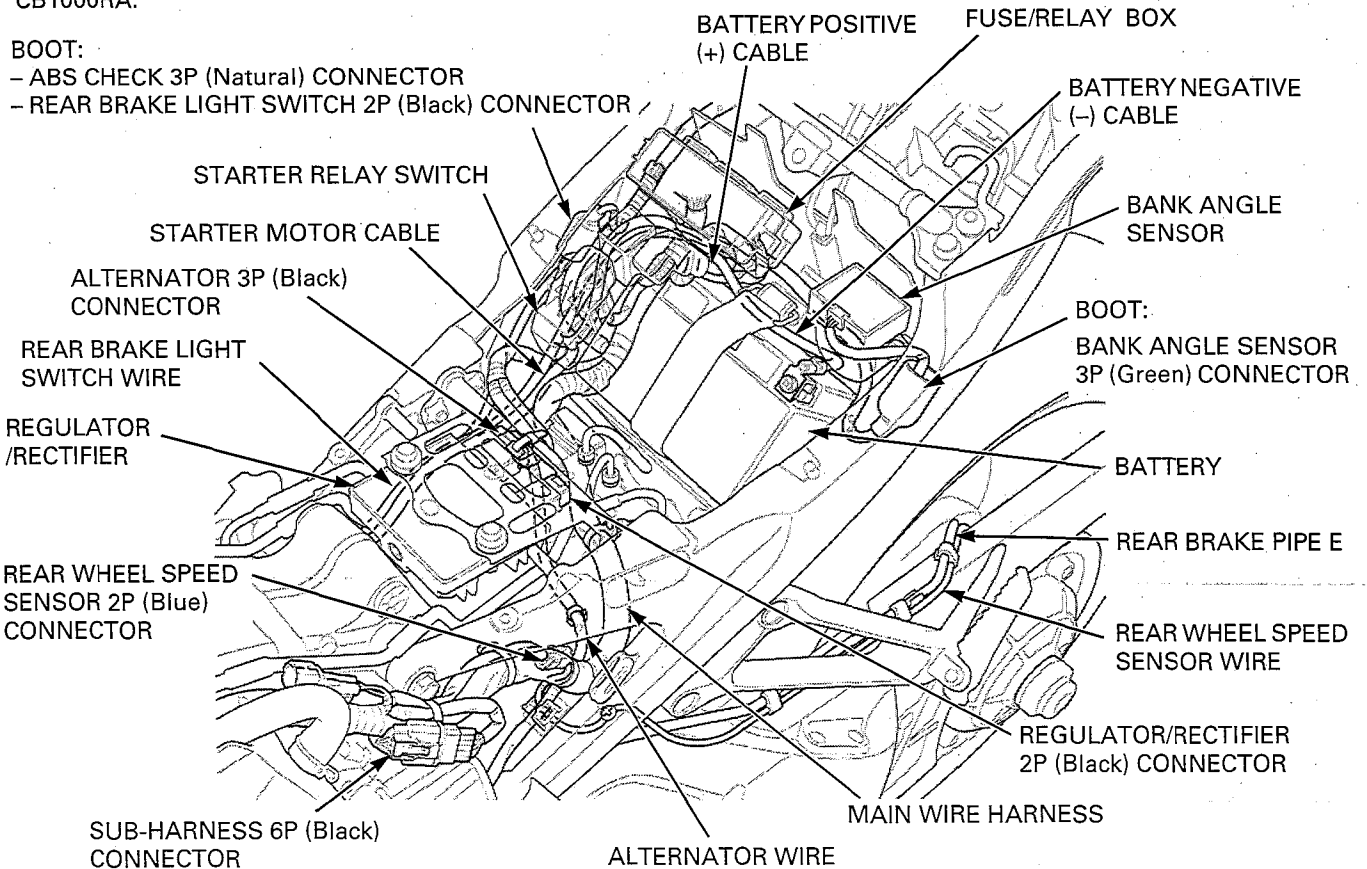 CB1000RA:
BOOT:
– ABS CHECK 3P (Natural) CONNECTOR
– REAR BRAKE LIGHT SWITCH 2P (Black) CONNECTOR
BATTERY POSITIVE
(+) CABLE
FUSE/RELAY BOX
BATTERY NEGATIVE
(–) CABLE
STARTER RELAY SWITCH
STARTER MOTOR CABLE
ALTERNATOR 3P (Black)
CONNECTOR
REAR BRAKE LIGHT
SWITCH WIRE
REGULATOR
/RECTIFIER
REAR WHEEL SPEED
SENSOR 2P (Blue)
CONNECTOR
SUB-HARNESS 6P (Black)
CONNECTOR
ALTERNATOR WIRE
MAIN WIRE HARNESS
REGULATOR/RECTIFIER
2P (Black) CONNECTOR
REAR WHEEL SPEED
SENSOR WIRE
REAR BRAKE PIPE E
BATTERY
BOOT:
BANK ANGLE SENSOR
3P (Green) CONNECTOR
BANK ANGLE
SENSOR